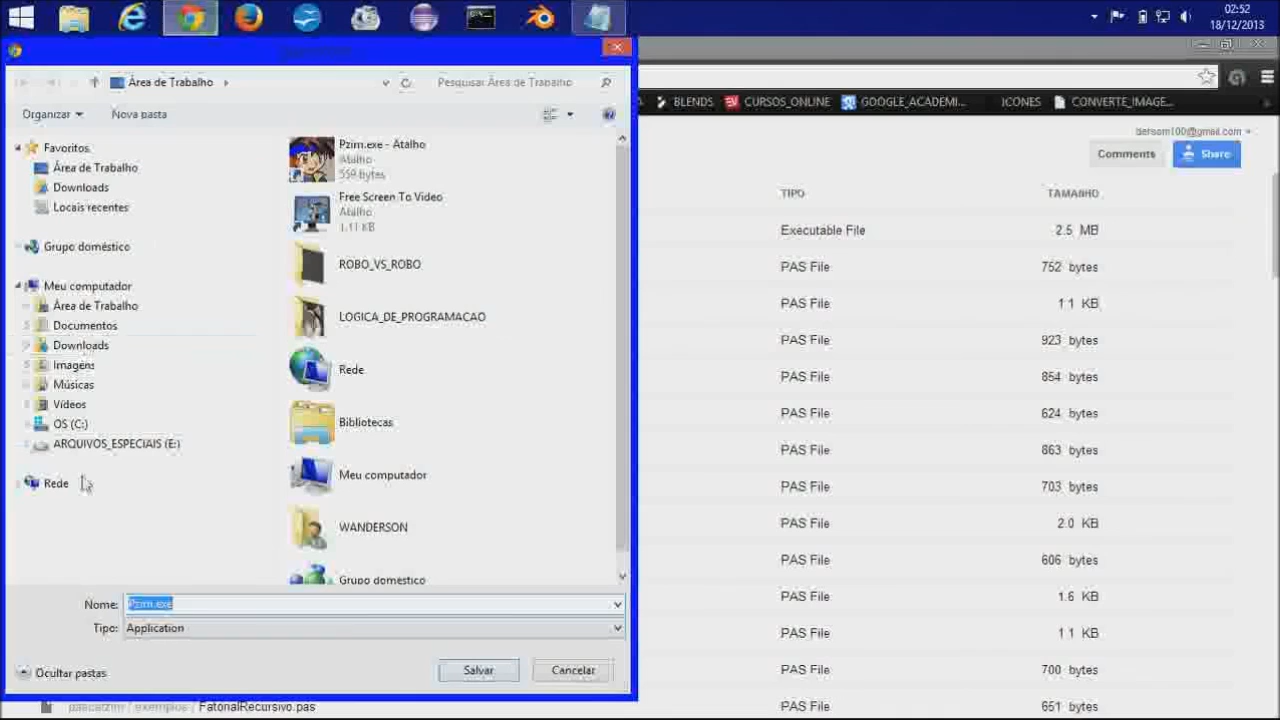 02:52
18/12/2013
Área de Trabalho
Pesquisar Área de Trabalho
Organizar
Nova pasta
Favoritos
Área de Trabalho
Downloads
Locais recentes
Grupo doméstico
Meu computador
Área de Trabalho
Documentos
Downloads
Imagens
Músicas
Vídeos
OS (C:)
ARQUIVOS_ESPECIAIS (E:)
Rede
Pzim.exe - Atalho
Atalho
559 bytes
Free Screen To Video
Atalho
1,11 KB
ROBO_VS_ROBO
LOGICA_DE_PROGRAMACAO
Rede
Bibliotecas
Meu computador
WANDERSON
Grupo doméstico
Nome: Pzim.exe
Tipo: Application
Ocultar pastas
Salvar
Cancelar
BLENDS
CURSOS_ONLINE
GOOGLE_ACADEMI...
ICONES
CONVERTE_IMAGE...
dersom100@gmail.com
Comments
Share
TIPO TAMANHO
Executable File 2.5 MB
PAS File 752 bytes
PAS File 1.1 KB
PAS File 923 bytes
PAS File 854 bytes
PAS File 624 bytes
PAS File 863 bytes
PAS File 703 bytes
PAS File 2.0 KB
PAS File 606 bytes
PAS File 1.6 KB
PAS File 1.1 KB
PAS File 700 bytes
pascalzim / exemplos / FatorialRecursivo.pas PAS File 651 bytes